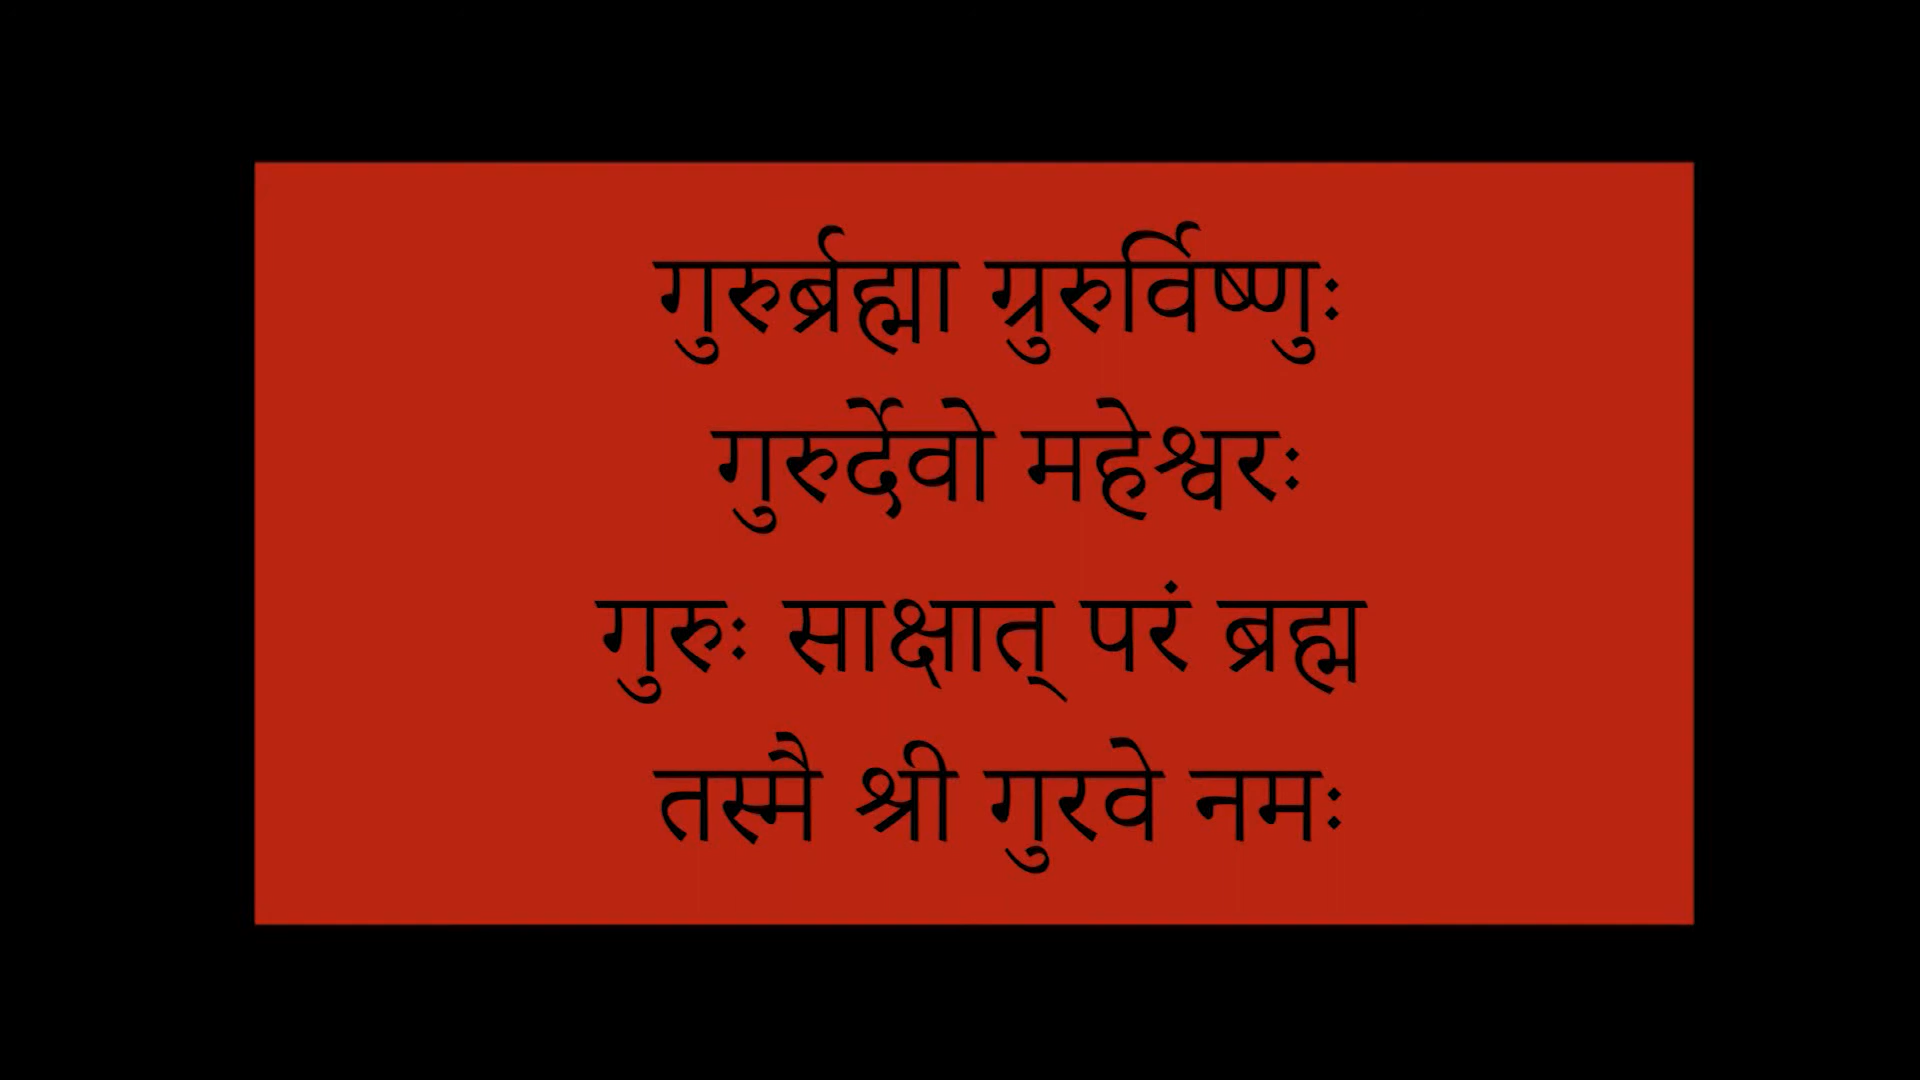 गुरुर्ब्रह्मा ग्रुरुर्विष्णुः
गुरुर्देवो महेश्वरः
गुरुः साक्षात् परं ब्रह्म
तस्मै श्री गुरवे नमः